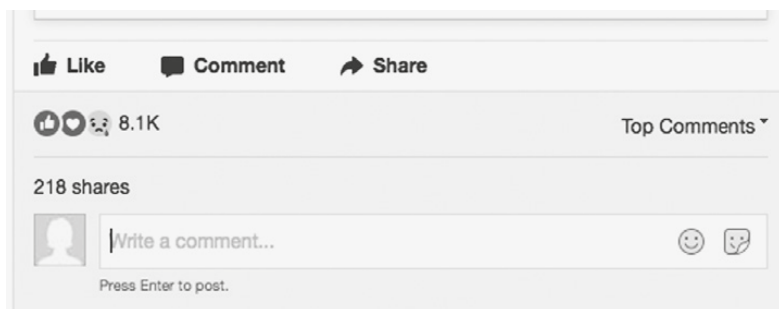 Like Comment Share
8.1K Top Comments
218 shares
Write a comment...
Press Enter to post.